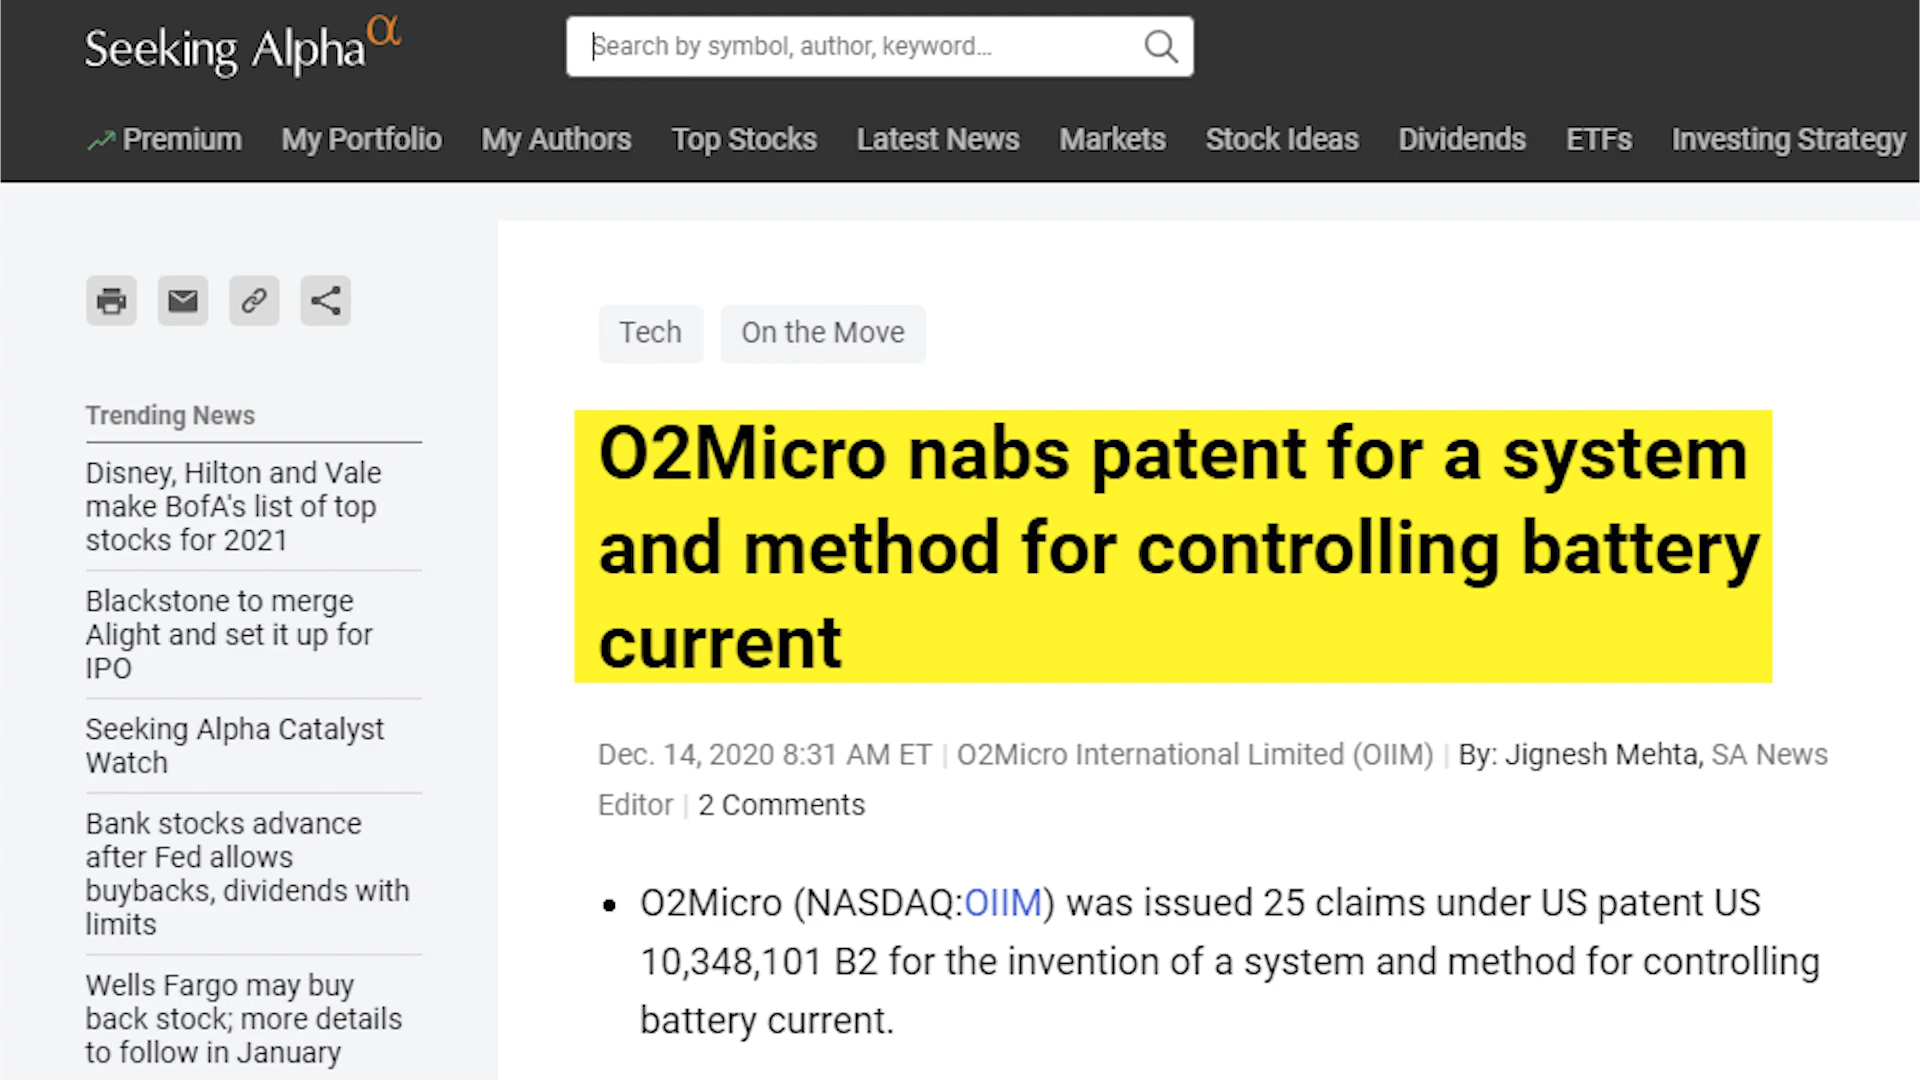 Seeking Alpha α
Search by symbol, author, keyword...
Premium My Portfolio My Authors Top Stocks Latest News Markets Stock Ideas Dividends ETFs Investing Strategy
Trending News
Disney, Hilton and Vale
make BofA's list of top
stocks for 2021
Blackstone to merge
Alight and set it up for
IPO
Seeking Alpha Catalyst
Watch
Bank stocks advance
after Fed allows
buybacks, dividends with
limits
Wells Fargo may buy
back stock; more details
to follow in January
Tech On the Move
O2Micro nabs patent for a system
and method for controlling battery
current
Dec. 14, 2020 8:31 AM ET | O2Micro International Limited (OIIM) | By: Jignesh Mehta, SA News
Editor | 2 Comments
• O2Micro (NASDAQ:OIIM) was issued 25 claims under US patent US
10,348,101 B2 for the invention of a system and method for controlling
battery current.